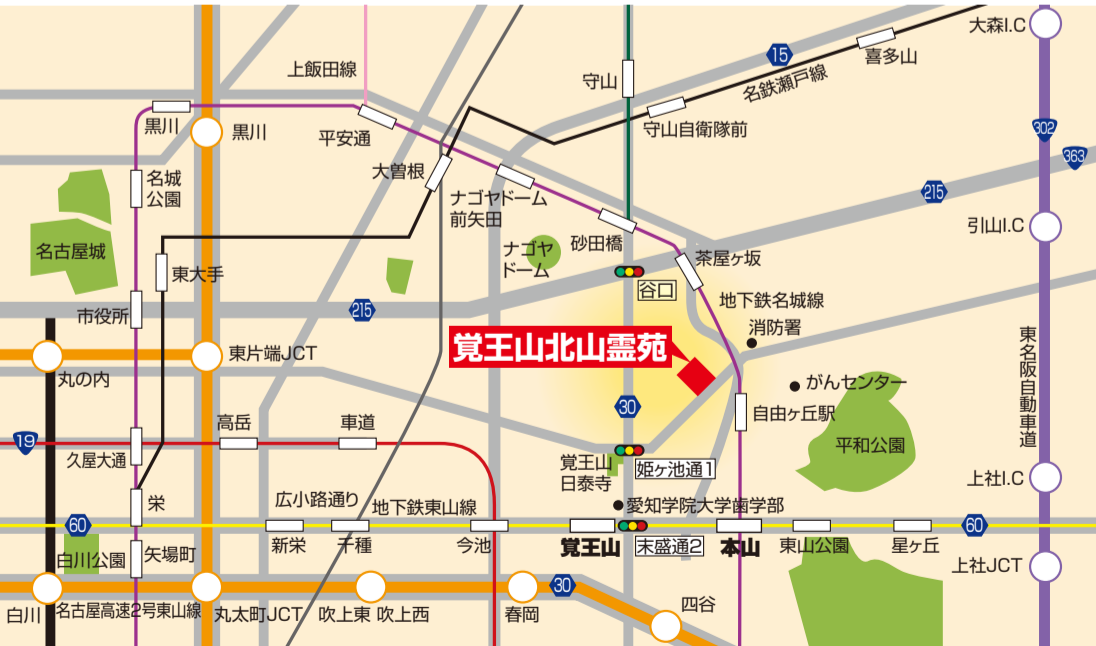 大森I.C
喜多山
15
名鉄瀬戸線
上飯田線
守山
守山自衛隊前
黒川
黒川
平安通
302
363
大曽根
名城
公園
ナゴヤドーム
前矢田
215
引山I.C
名古屋城
ナゴヤ
ドーム
砂田橋
茶屋ヶ坂
東大手
谷口
地下鉄名城線
市役所
215
消防署
覚王山北山霊苑
東名阪自動車道
東片端JCT
丸の内
がんセンター
30
自由ヶ丘駅
高岳
車道
19
平和公園
久屋大通
覚王山
日泰寺
姫ヶ池通1
上社I.C
栄
広小路通り
地下鉄東山線
愛知学院大学歯学部
60
60
新栄
千種
今池
覚王山
末盛通2
本山
東山公園
星ヶ丘
白川公園
矢場町
上社JCT
30
白川
名古屋高速2号東山線
丸太町JCT
吹上東
吹上西
春岡
四谷